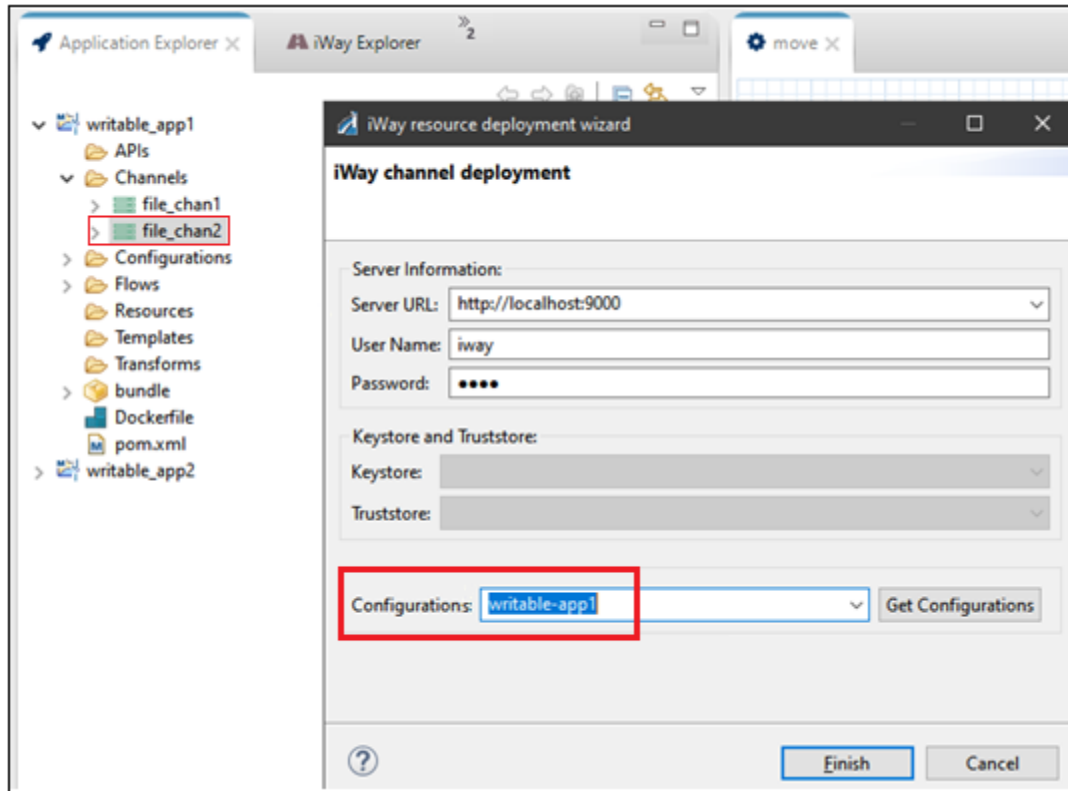 Application Explorer
iWay Explorer
»2
move
writable_app1
APIs
Channels
file_chan1
file_chan2
Configurations
Flows
Resources
Templates
Transforms
bundle
Dockerfile
pom.xml
writable_app2
iWay resource deployment wizard
iWay channel deployment
Server Information:
Server URL: http://localhost:9000
User Name: iway
Password: ••••
Keystore and Truststore:
Keystore:
Truststore:
Configurations: writable-app1 Get Configurations
? Finish Cancel